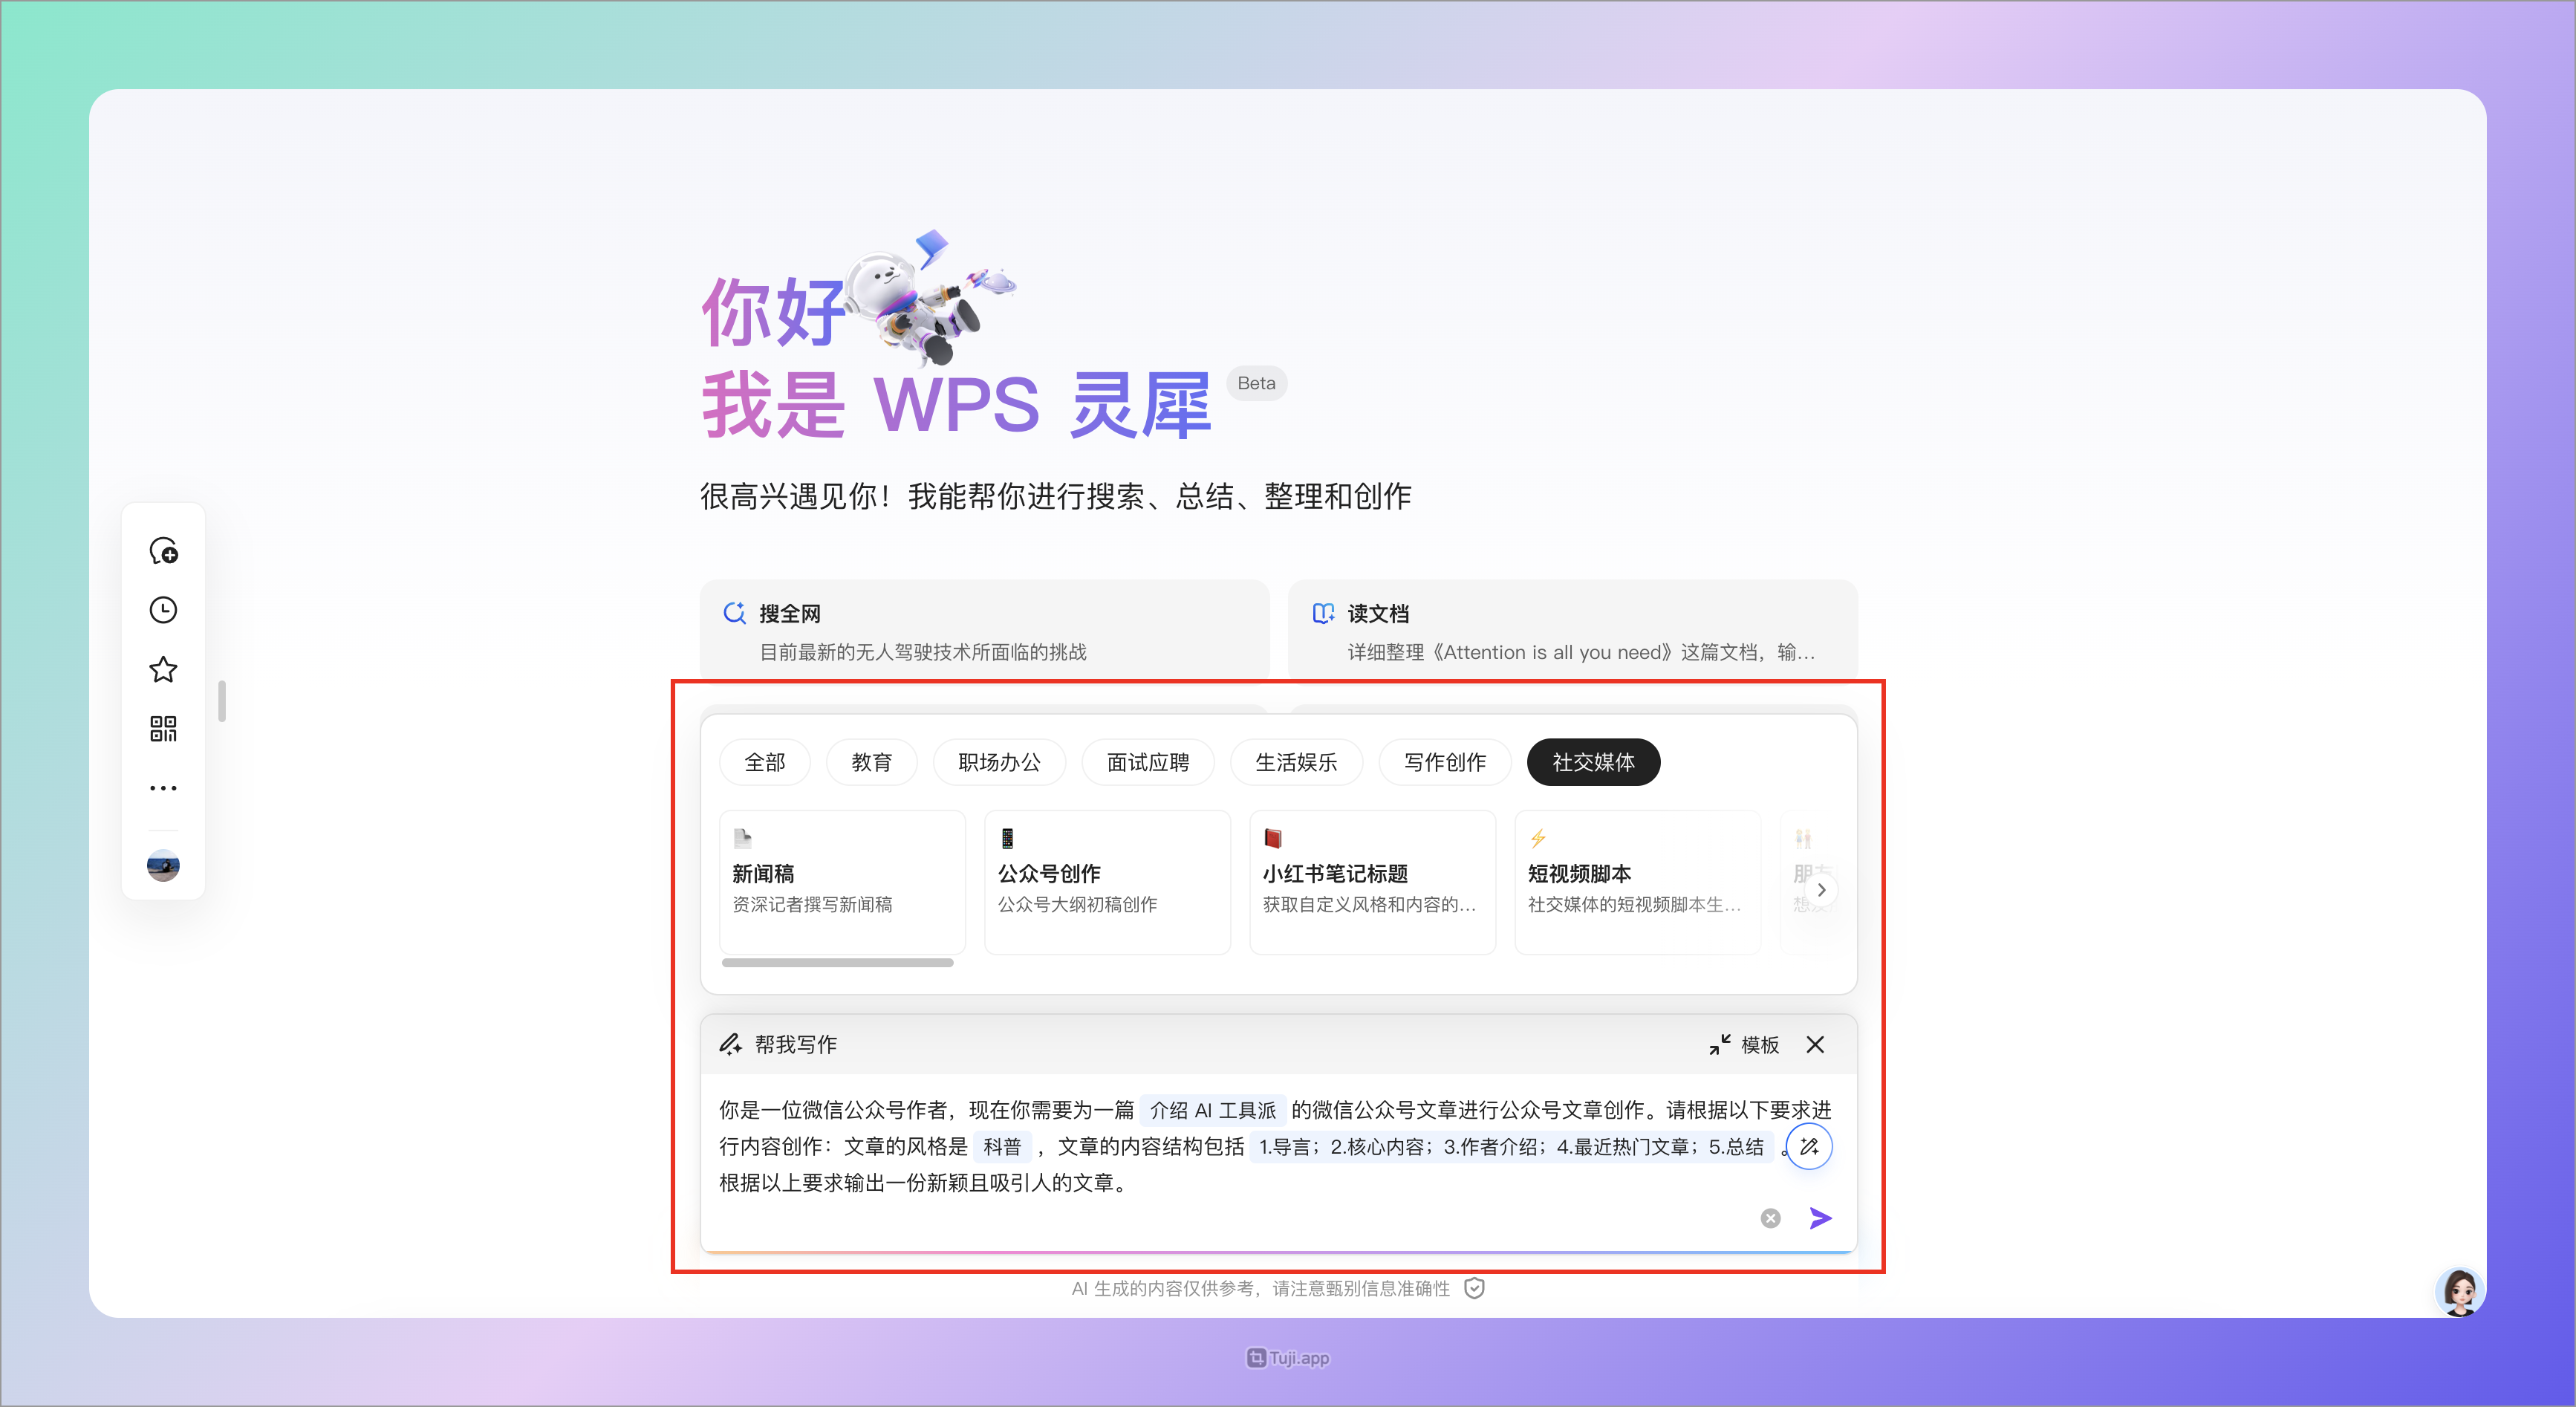 你好
我是 WPS 灵犀 Beta
很高兴遇见你！我能帮你进行搜索、总结、整理和创作
搜全网
目前最新的无人驾驶技术所面临的挑战
读文档
详细整理《Attention is all you need》这篇文档，输...
全部 教育 职场办公 面试应聘 生活娱乐 写作创作 社交媒体
新闻稿
资深记者撰写新闻稿
公众号创作
公众号大纲初稿创作
小红书笔记标题
获取自定义风格和内容的...
短视频脚本
社交媒体的短视频脚本生...
朋
想
帮我写作 模板
你是一位微信公众号作者，现在你需要为一篇 介绍 AI 工具派 的微信公众号文章进行公众号文章创作。请根据以下要求进
行内容创作：文章的风格是 科普 ，文章的内容结构包括 1.导言；2.核心内容；3.作者介绍；4.最近热门文章；5.总结 。
根据以上要求输出一份新颖且吸引人的文章。
AI 生成的内容仅供参考，请注意甄别信息准确性
Tuji.app